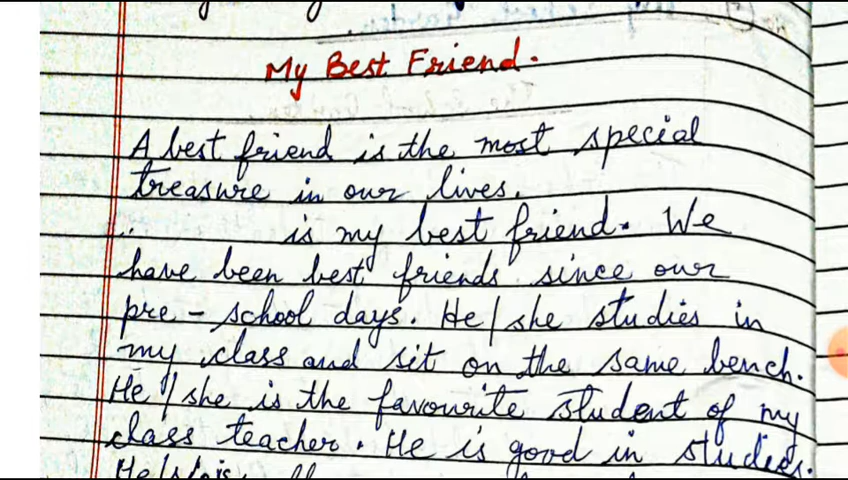 My Best Friend.
A best friend is the most special
treasure in our lives.
is my best friend. We
have been best friends since our
pre-school days. He/she studies in
my class and sit on the same bench.
He/she is the favourite student of my
class teacher. He is good in studies.